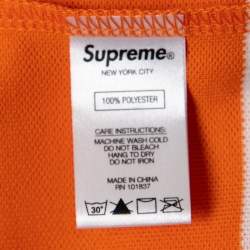 Supreme®
NEW YORK CITY
100% POLYESTER
CARE INSTRUCTIONS:
MACHINE WASH COLD
DO NOT BLEACH
HANG TO DRY
DO NOT IRON
MADE IN CHINA
RN 101837
30°